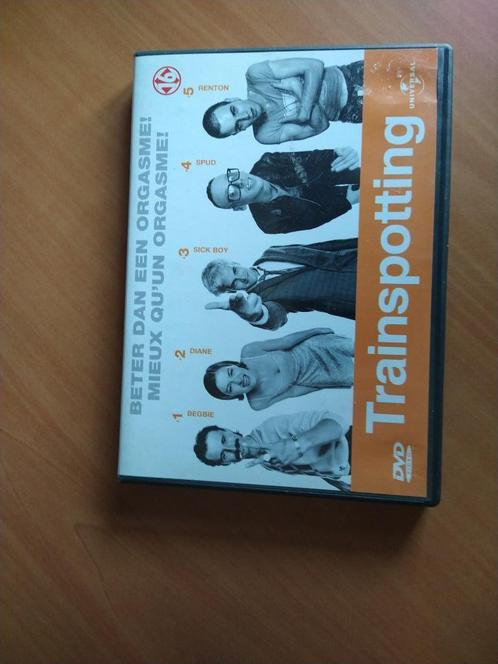 BETER DAN EEN ORGASME!
MIEUX QU'UN ORGASME!
16
·1 BEGBIE
·2 DIANE
·3 SICK BOY
·4 SPUD
·5 RENTON
DVD
VIDEO
Trainspotting
UNIVERSAL